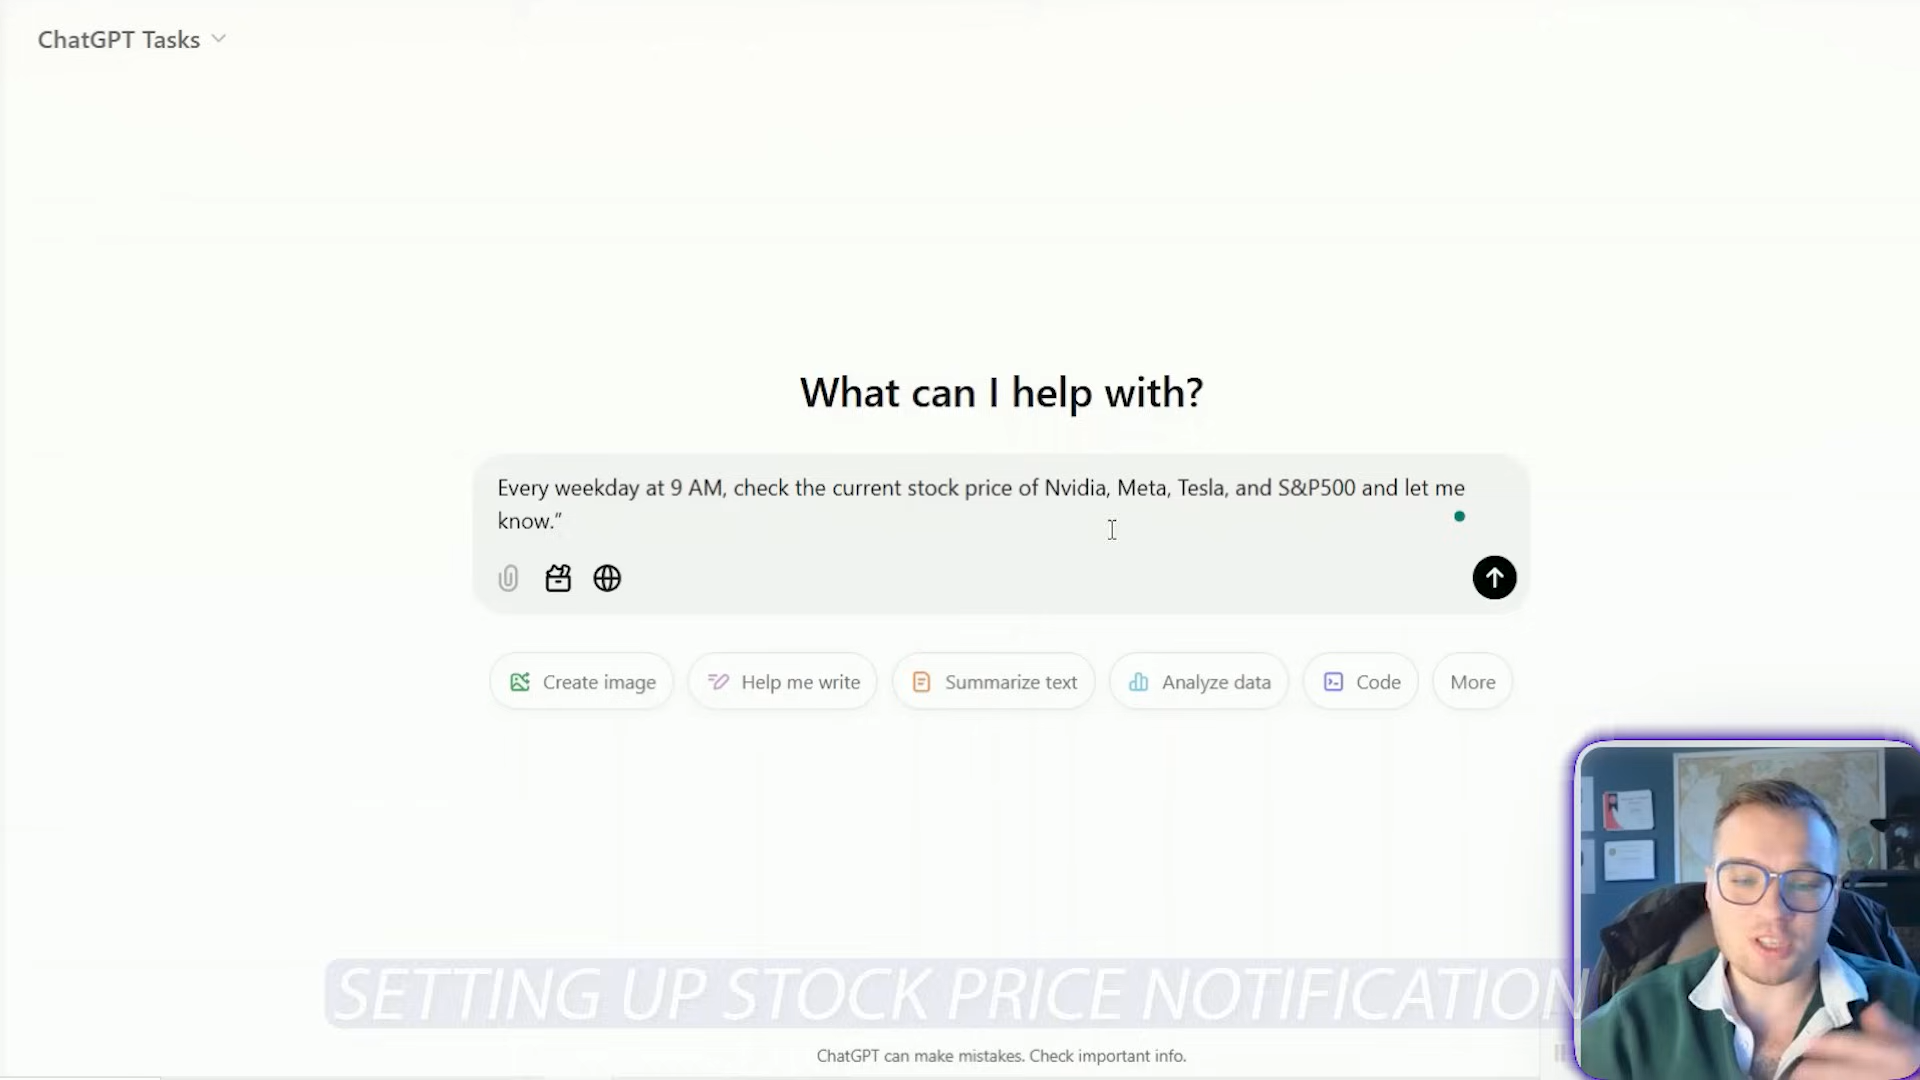 ChatGPT Tasks
What can I help with?
Every weekday at 9 AM, check the current stock price of Nvidia, Meta, Tesla, and S&P500 and let me
know.”
Create image
Help me write
Summarize text
Analyze data
Code
More
SETTING UP STOCK PRICE NOTIFICATION
ChatGPT can make mistakes. Check important info.